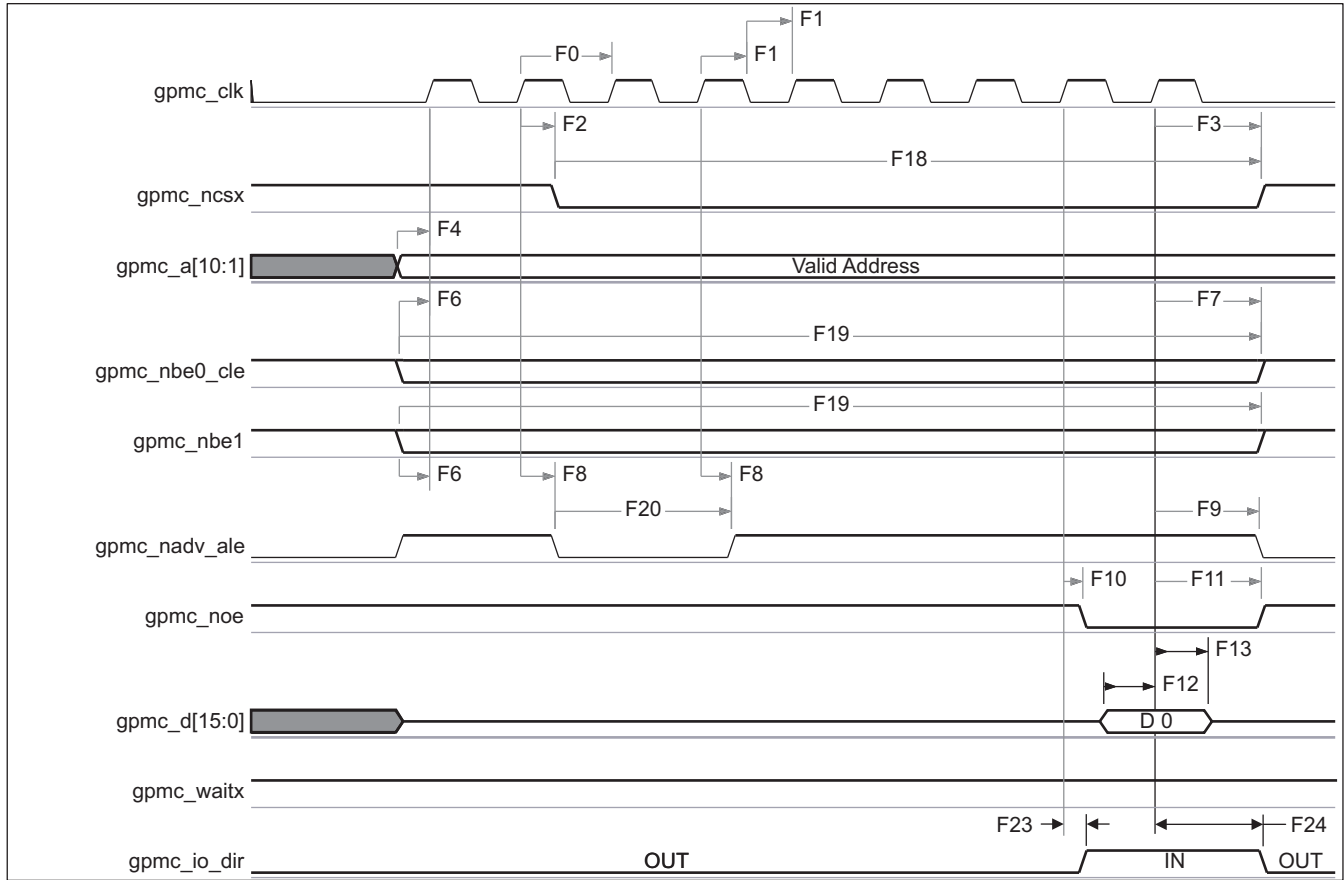 F1
F0 F1
gpmc_clk
F2 F3
F18
gpmc_ncsx
F4
gpmc_a[10:1] Valid Address
F6 F7
F19
gpmc_nbe0_cle
F19
gpmc_nbe1
F6 F8 F8
F20 F9
gpmc_nadv_ale
F10 F11
gpmc_noe
F13
F12
gpmc_d[15:0] D 0
gpmc_waitx
F23 F24
gpmc_io_dir OUT IN OUT